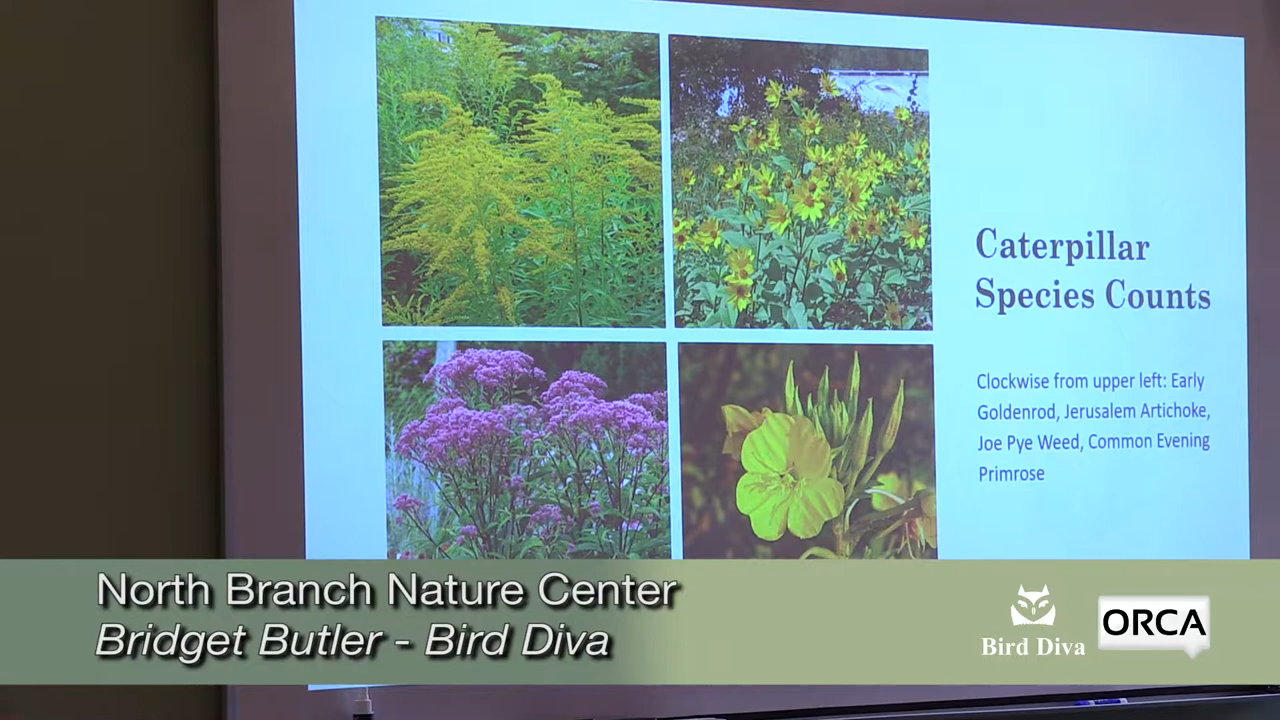 Caterpillar
Species Counts
Clockwise from upper left: Early
Goldenrod, Jerusalem Artichoke,
Joe Pye Weed, Common Evening
Primrose
North Branch Nature Center
Bridget Butler - Bird Diva
Bird Diva
ORCA